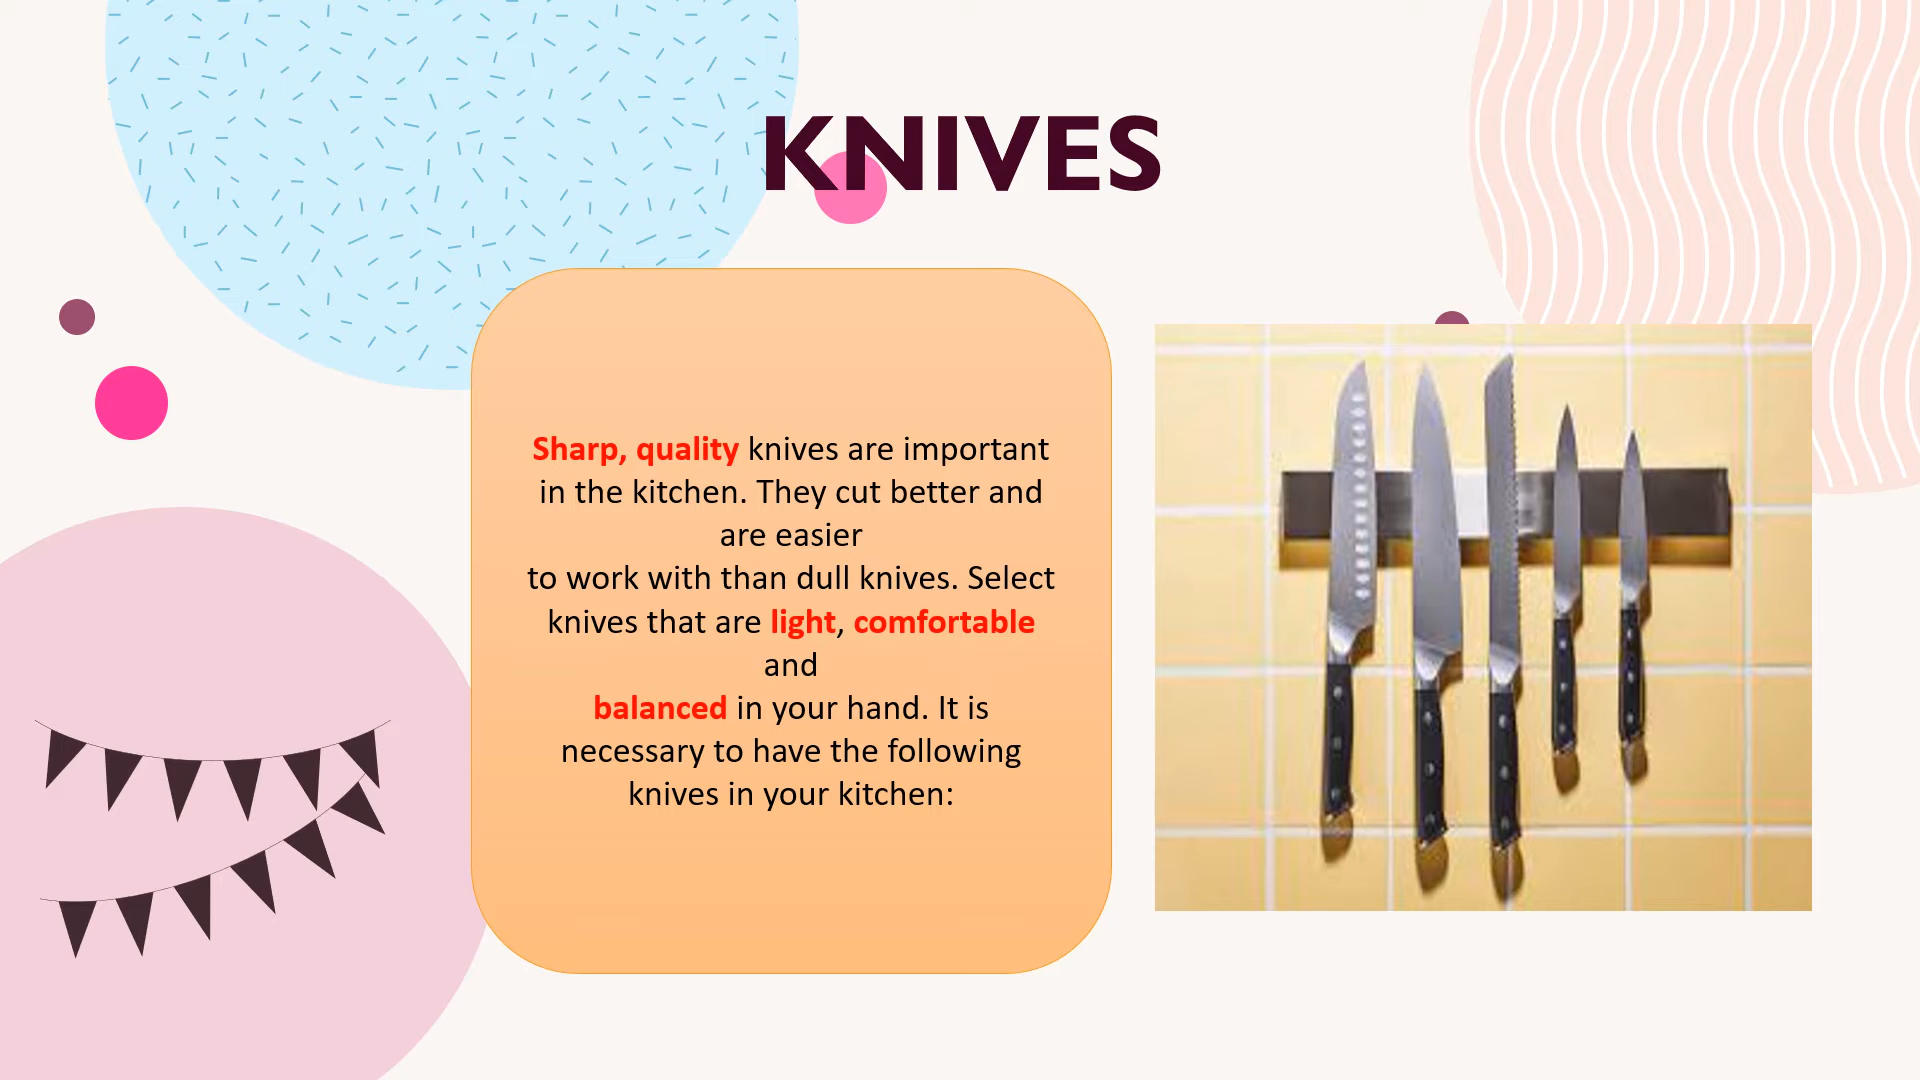 KNIVES
Sharp, quality knives are important
in the kitchen. They cut better and
are easier
to work with than dull knives. Select
knives that are light, comfortable
and
balanced in your hand. It is
necessary to have the following
knives in your kitchen: